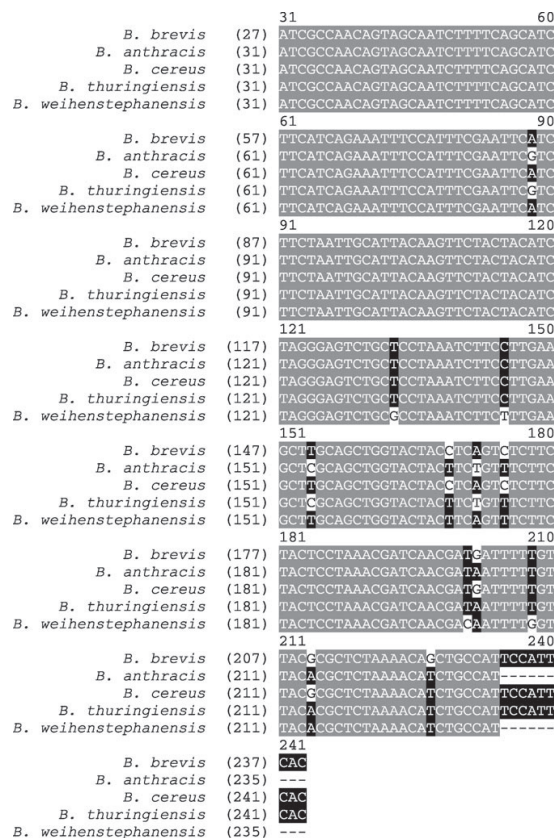 31 60
B. brevis (27) ATCGCCAACAGTAGCAATCTTTTCAGCATC
B. anthracis (31) ATCGCCAACAGTAGCAATCTTTTCAGCATC
B. cereus (31) ATCGCCAACAGTAGCAATCTTTTCAGCATC
B. thuringiensis (31) ATCGCCAACAGTAGCAATCTTTTCAGCATC
B. weihenstephanensis (31) ATCGCCAACAGTAGCAATCTTTTCAGCATC
61 90
B. brevis (57) TTCATCAGAAATTTCCATTTCGAATTCATC
B. anthracis (61) TTCATCAGAAATTTCCATTTCGAATTCGTC
B. cereus (61) TTCATCAGAAATTTCCATTTCGAATTCATC
B. thuringiensis (61) TTCATCAGAAATTTCCATTTCGAATTCGTC
B. weihenstephanensis (61) TTCATCAGAAATTTCCATTTCGAATTCATC
91 120
B. brevis (87) TTCTAATTGCATTACAAGTTCTACTACATC
B. anthracis (91) TTCTAATTGCATTACAAGTTCTACTACATC
B. cereus (91) TTCTAATTGCATTACAAGTTCTACTACATC
B. thuringiensis (91) TTCTAATTGCATTACAAGTTCTACTACATC
B. weihenstephanensis (91) TTCTAATTGCATTACAAGTTCTACTACATC
121 150
B. brevis (117) TAGGGAGTCTGCTCCTAAATCTTCCTTGAA
B. anthracis (121) TAGGGAGTCTGCTCCTAAATCTTCCTTGAA
B. cereus (121) TAGGGAGTCTGCTCCTAAATCTTCCTTGAA
B. thuringiensis (121) TAGGGAGTCTGCTCCTAAATCTTCCTTGAA
B. weihenstephanensis (121) TAGGGAGTCTGCGCCTAAATCTTCTTTGAA
151 180
B. brevis (147) GCTTGCAGCTGGTACTACCTCAGTCTCTTC
B. anthracis (151) GCTCGCAGCTGGTACTACTTCTGTTTCTTC
B. cereus (151) GCTTGCAGCTGGTACTACCTCAGTCTCTTC
B. thuringiensis (151) GCTCGCAGCTGGTACTACTTCTGTTTCTTC
B. weihenstephanensis (151) GCTTGCAGCTGGTACTACTTCAGTTTCTTC
181 210
B. brevis (177) TACTCCTAAACGATCAACGATGATTTTTGT
B. anthracis (181) TACTCCTAAACGATCAACGATAATTTTTGT
B. cereus (181) TACTCCTAAACGATCAACGATGATTTTTGT
B. thuringiensis (181) TACTCCTAAACGATCAACGATAATTTTTGT
B. weihenstephanensis (181) TACTCCTAAACGATCAACGACAATTTTGGT
211 240
B. brevis (207) TACGCGCTCTAAAACAGCTGCCATTCCATT
B. anthracis (211) TACACGCTCTAAAACATCTGCCAT------
B. cereus (211) TACGCGCTCTAAAACATCTGCCATTCCATT
B. thuringiensis (211) TACACGCTCTAAAACATCTGCCATTCCATT
B. weihenstephanensis (211) TACACGCTCTAAAACATCTGCCAT------
241
B. brevis (237) CAC
B. anthracis (235) ---
B. cereus (241) CAC
B. thuringiensis (241) CAC
B. weihenstephanensis (235) ---